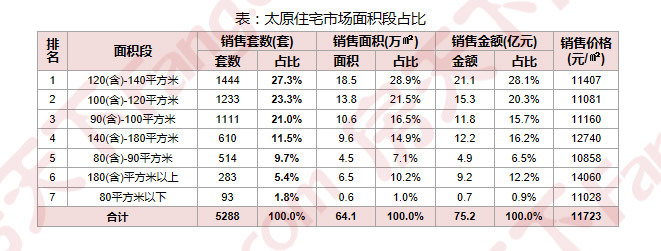 表：太原住宅市场面积段占比
排名 面积段 销售套数(套) 销售面积(万㎡) 销售金额(亿元) 销售价格(元/㎡)
套数 占比 面积 占比 金额 占比
1 120(含)-140平方米 1444 27.3% 18.5 28.9% 21.1 28.1% 11407
2 100(含)-120平方米 1233 23.3% 13.8 21.5% 15.3 20.3% 11081
3 90(含)-100平方米 1111 21.0% 10.6 16.5% 11.8 15.7% 11160
4 140(含)-180平方米 610 11.5% 9.6 14.9% 12.2 16.2% 12740
5 80(含)-90平方米 514 9.7% 4.5 7.1% 4.9 6.5% 10858
6 180(含)平方米以上 283 5.4% 6.5 10.2% 9.2 12.2% 14060
7 80平方米以下 93 1.8% 0.6 1.0% 0.7 0.9% 11028
合计 5288 100.0% 64.1 100.0% 75.2 100.0% 11723